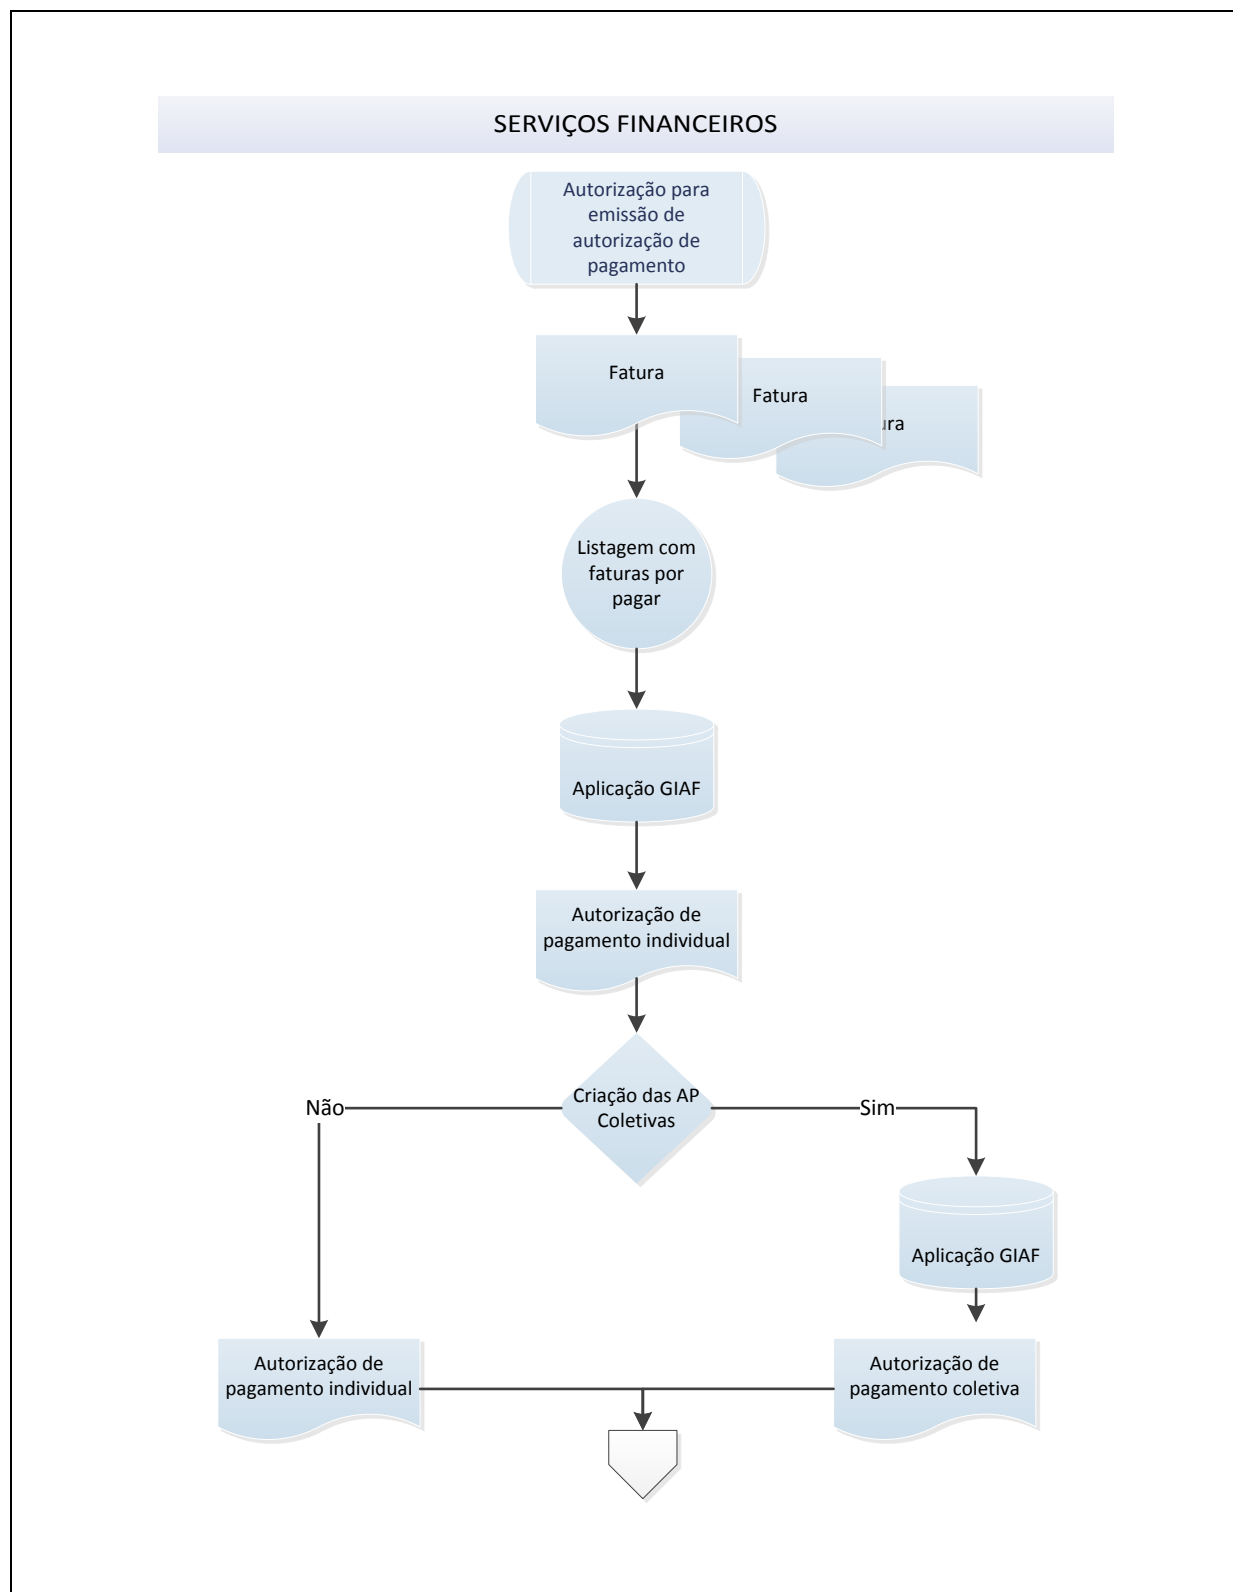 SERVIÇOS FINANCEIROS
Autorização para
emissão de
autorização de
pagamento
Fatura
Fatura
ura
Listagem com
faturas por
pagar
Aplicação GIAF
Autorização de
pagamento individual
Criação das AP
Coletivas
Não
Sim
Aplicação GIAF
Autorização de
pagamento individual
Autorização de
pagamento coletiva